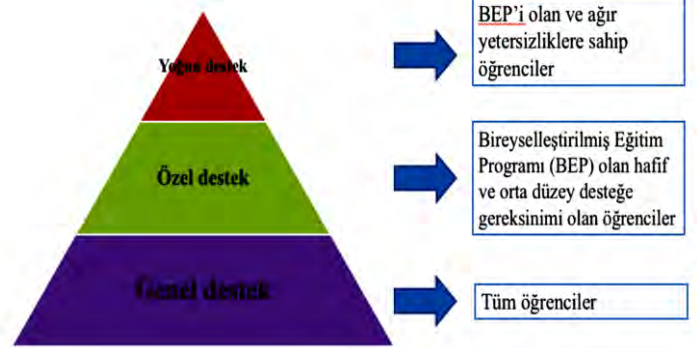 Yoğun destek
BEP'i olan ve ağır
yetersizliklere sahip
öğrenciler
Özel destek
Bireyselleştirilmiş Eğitim
Programı (BEP) olan hafif
ve orta düzey desteğe
gereksinimi olan öğrenciler
Genel destek
Tüm öğrenciler